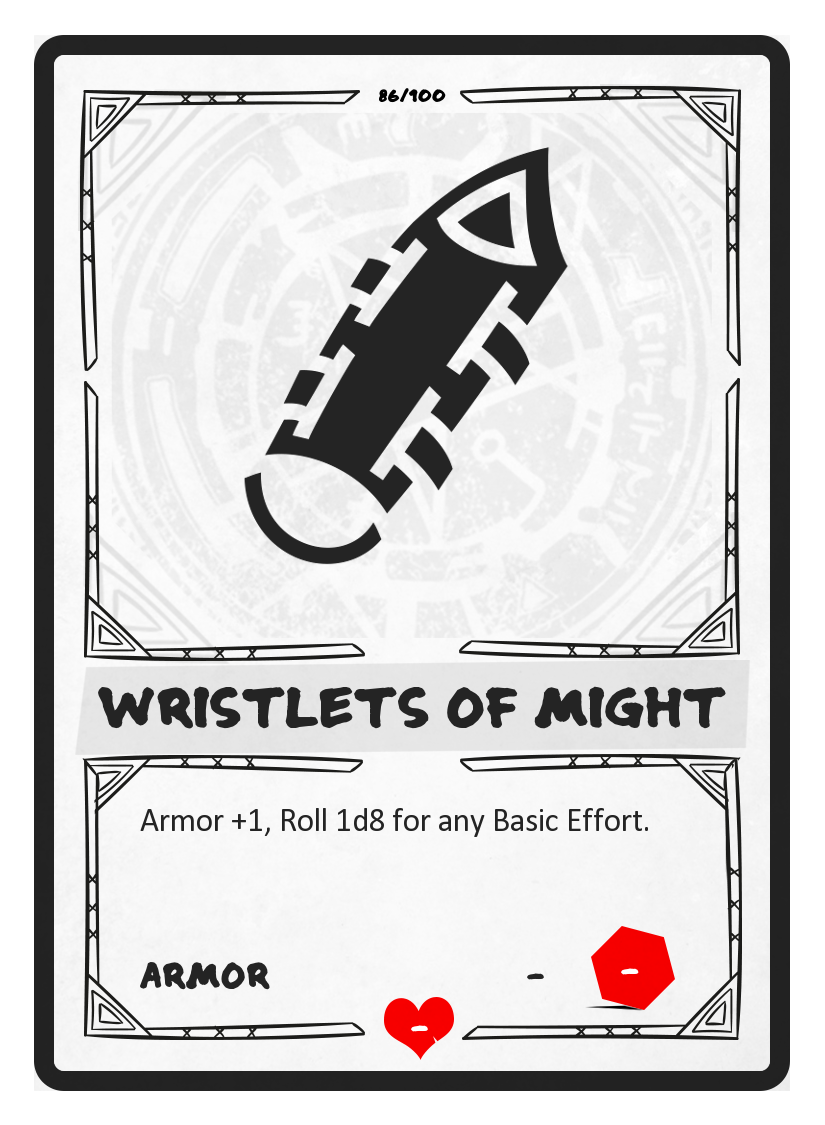 86/100
WRISTLETS OF MIGHT
Armor +1, Roll 1d8 for any Basic Effort.
ARMOR - -
-